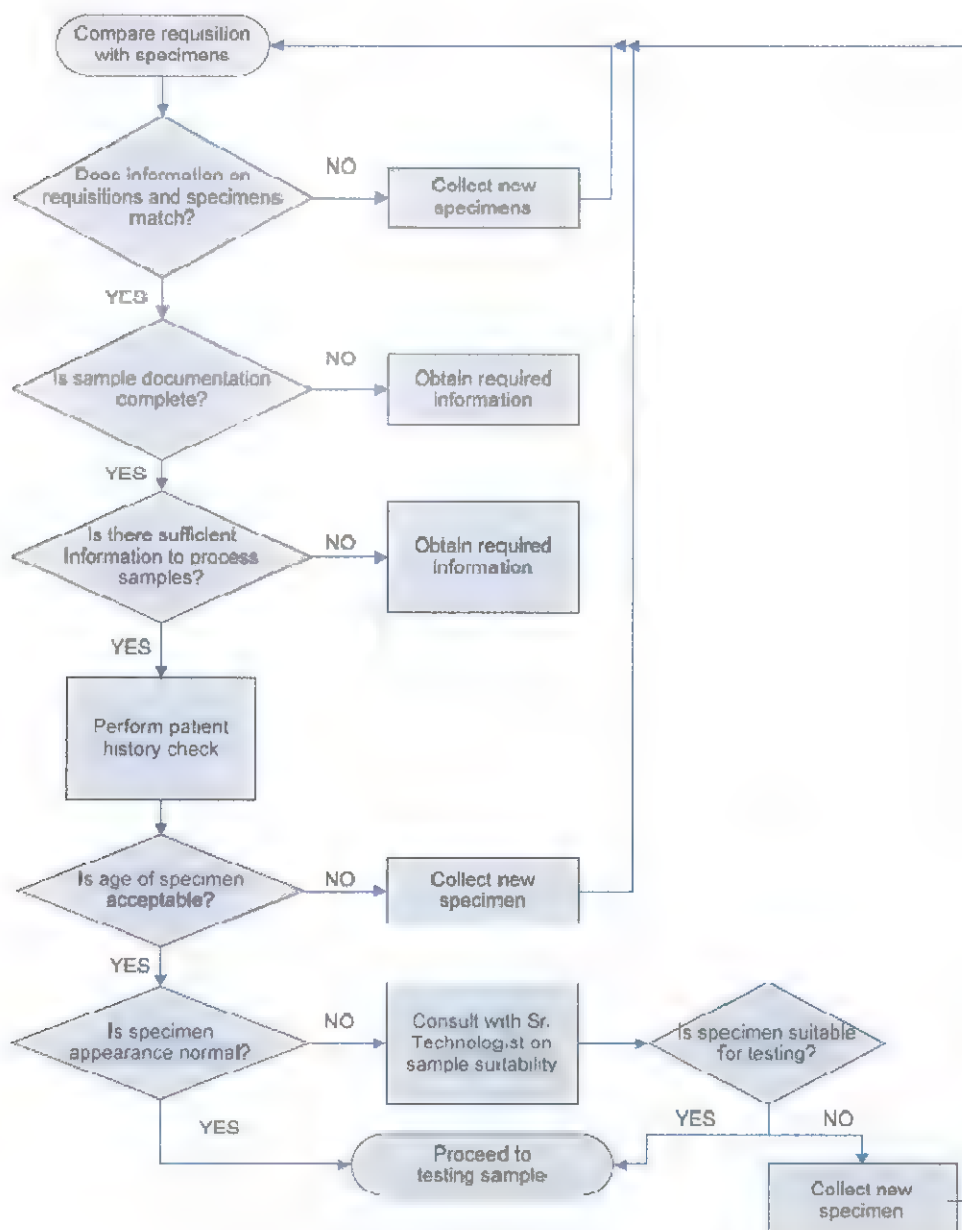 Compare requisition
with specimens
Does information on
requisitions and specimens
match?
NO
Collect new
specimens
YES
Is sample documentation
complete?
NO
Obtain required
information
YES
Is there sufficient
Information to process
samples?
NO
Obtain required
information
YES
Perform patient
history check
Is age of specimen
acceptable?
NO
Collect new
specimen
YES
Is specimen
appearance normal?
NO
Consult with Sr.
Technologist on
sample suitability
Is specimen suitable
for testing?
YES
YES
NO
Proceed to
testing sample
Collect new
specimen